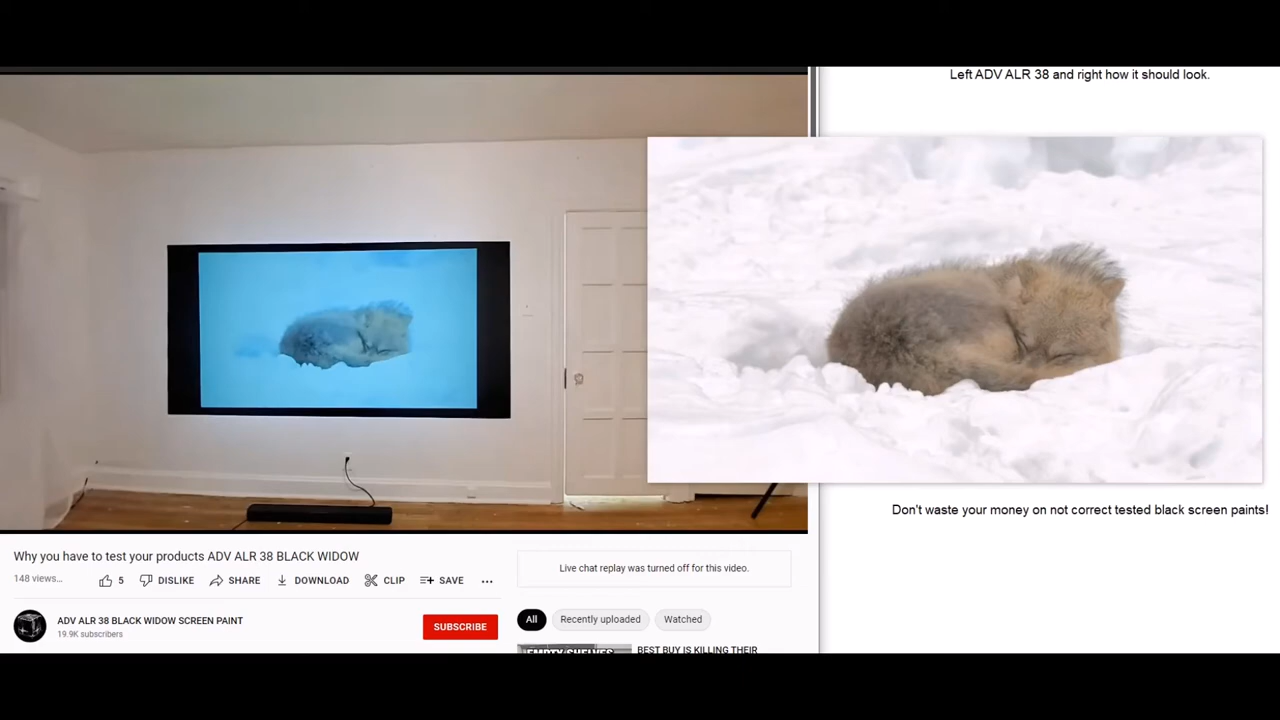 Left ADV ALR 38 and right how it should look.
Don't waste your money on not correct tested black screen paints!
Why you have to test your products ADV ALR 38 BLACK WIDOW
148 views...
5
DISLIKE
SHARE
DOWNLOAD
CLIP
SAVE
...
Live chat replay was turned off for this video.
ADV ALR 38 BLACK WIDOW SCREEN PAINT
19.9K subscribers
SUBSCRIBE
All
Recently uploaded
Watched
EMPTY SHELVES
BEST BUY IS KILLING THEIR